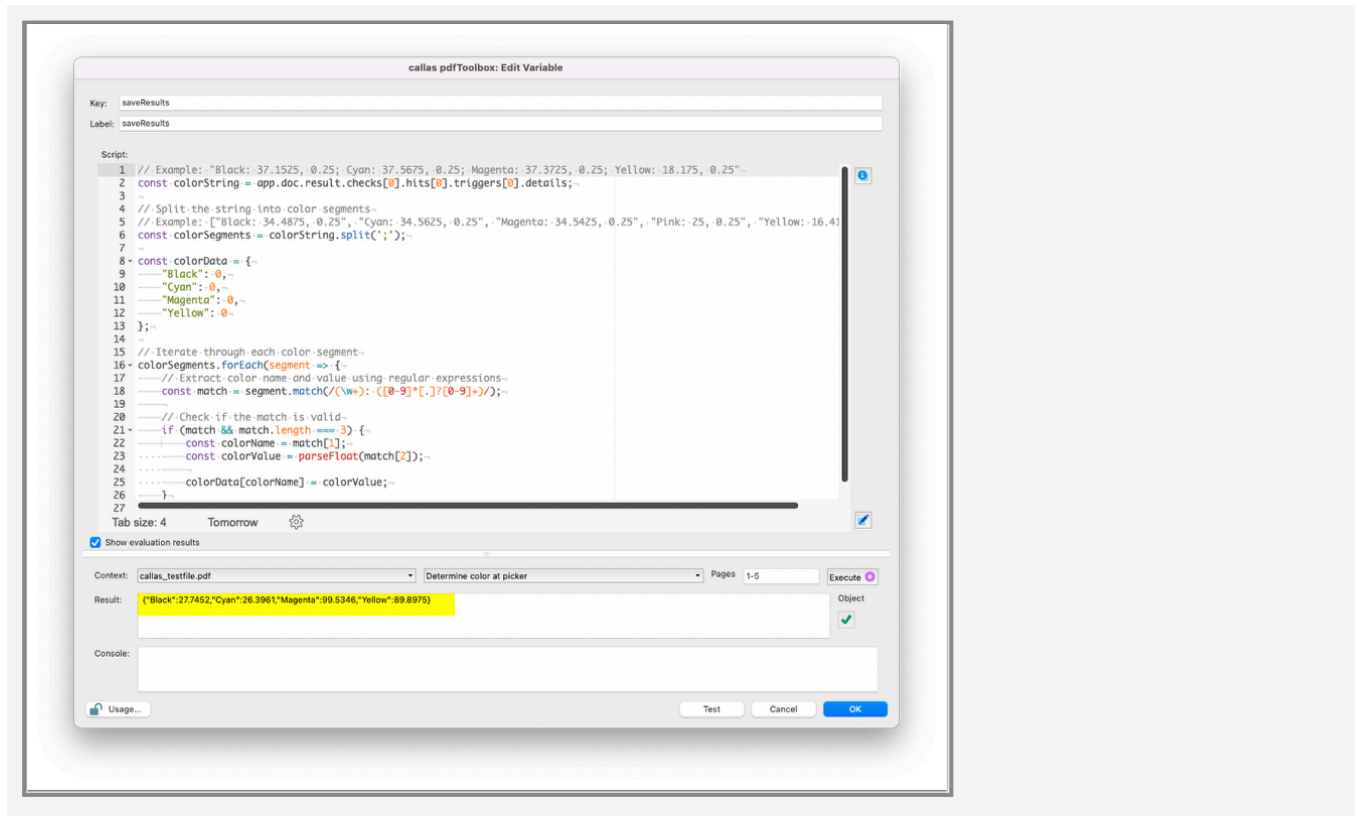 callas pdfToolbox: Edit Variable
Key: saveResults
Label: saveResults
Script:
1 // Example: "Black: 37.1525, 0.25; Cyan: 37.5675, 0.25; Magenta: 37.3725, 0.25; Yellow: 18.175, 0.25"
2 const colorString = app.doc.result.checks[0].hits[0].triggers[0].details;
3
4 // Split the string into color segments
5 // Example: ["Black: 34.4875, 0.25", "Cyan: 34.5625, 0.25", "Magenta: 34.5425, 0.25", "Pink: 25, 0.25", "Yellow: 16.41
6 const colorSegments = colorString.split(';');
7
8 const colorData = {
9 "Black": 0,
10 "Cyan": 0,
11 "Magenta": 0,
12 "Yellow": 0
13 };
14
15 // Iterate through each color segment
16 colorSegments.forEach(segment => {
17 // Extract color name and value using regular expressions
18 const match = segment.match(/(\w+): ([0-9]*[.]?[0-9]+)/);
19
20 // Check if the match is valid
21 if (match && match.length === 3) {
22 const colorName = match[1];
23 const colorValue = parseFloat(match[2]);
24
25 colorData[colorName] = colorValue;
26 }
27
Tab size: 4 Tomorrow
Show evaluation results
Context: callas_testfile.pdf Determine color at picker Pages 1-5 Execute
Result: {"Black":27.7452,"Cyan":26.3961,"Magenta":99.5346,"Yellow":89.8975} Object
Console:
Usage... Test Cancel OK